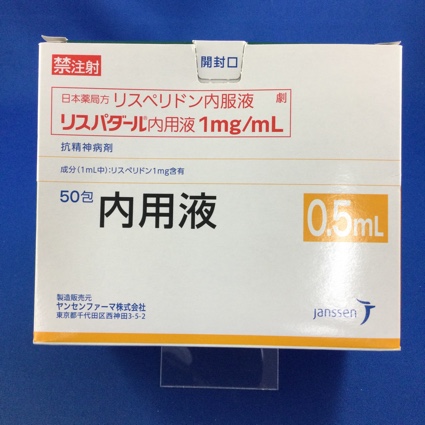 禁注射
開封口
日本薬局方 リスペリドン内服液 劇
リスパダール内用液 1mg/mL
抗精神病剤
成分(1mL中):リスペリドン1mg含有
50包
内用液
0.5mL
製造販売元
ヤンセンファーマ株式会社
東京都千代田区西神田3-5-2
janssen